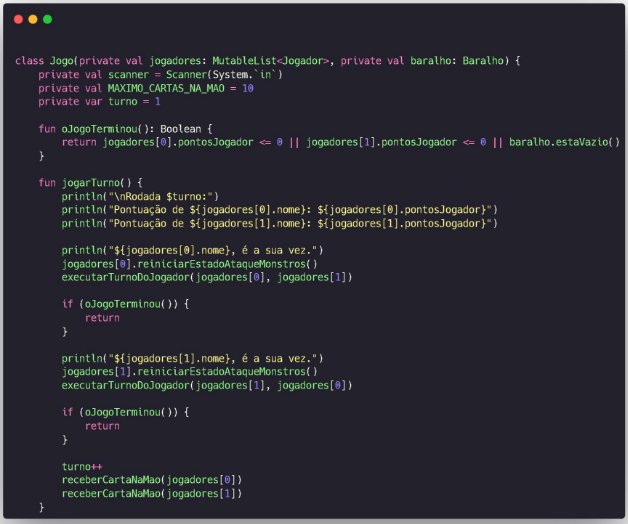 class Jogo(private val jogadores: MutableList<Jogador>, private val baralho: Baralho) {
    private val scanner = Scanner(System.`in`)
    private val MAXIMO_CARTAS_NA_MAO = 10
    private var turno = 1

    fun oJogoTerminou(): Boolean {
        return jogadores[0].pontosJogador <= 0 || jogadores[1].pontosJogador <= 0 || baralho.estaVazio()
    }

    fun jogarTurno() {
        println("\nRodada $turno:")
        println("Pontuação de ${jogadores[0].nome}: ${jogadores[0].pontosJogador}")
        println("Pontuação de ${jogadores[1].nome}: ${jogadores[1].pontosJogador}")

        println("${jogadores[0].nome}, é a sua vez.")
        jogadores[0].reiniciarEstadoAtaqueMonstros()
        executarTurnoDoJogador(jogadores[0], jogadores[1])

        if (oJogoTerminou()) {
            return
        }

        println("${jogadores[1].nome}, é a sua vez.")
        jogadores[1].reiniciarEstadoAtaqueMonstros()
        executarTurnoDoJogador(jogadores[1], jogadores[0])

        if (oJogoTerminou()) {
            return
        }

        turno++
        receberCartaNaMao(jogadores[0])
        receberCartaNaMao(jogadores[1])
    }